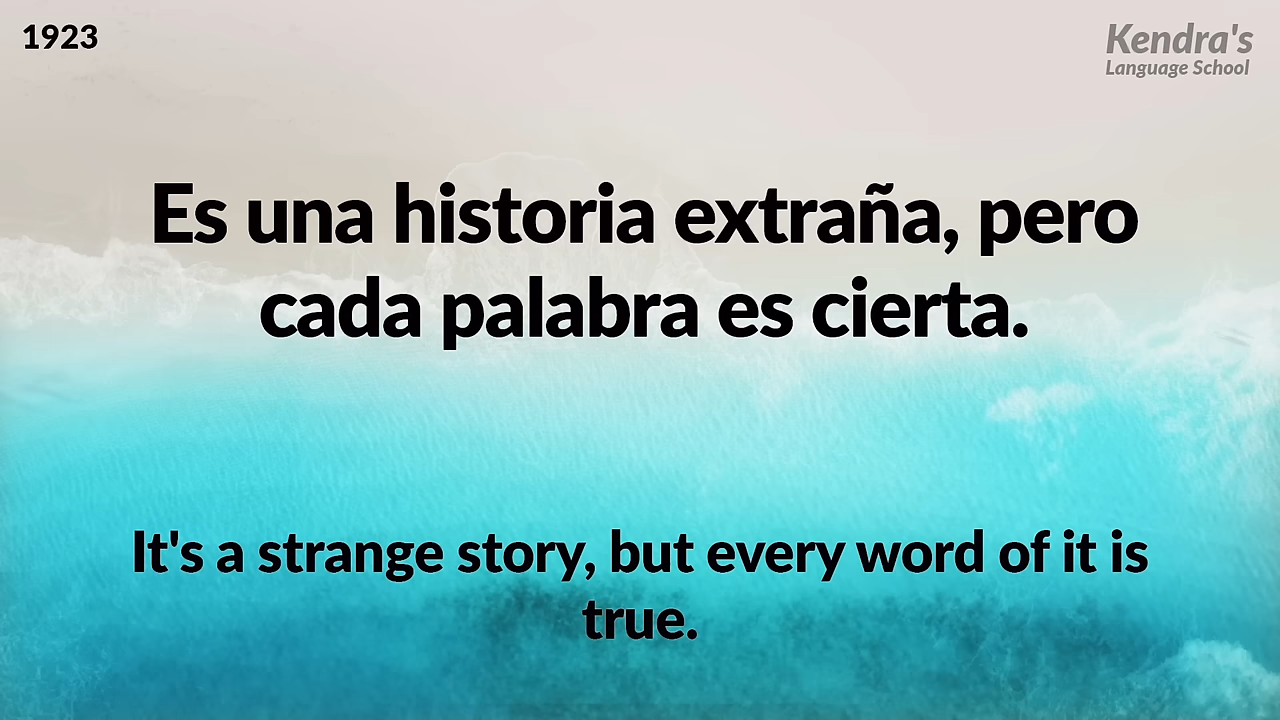 1923
Kendra's
Language School
Es una historia extraña, pero
cada palabra es cierta.
It's a strange story, but every word of it is
true.